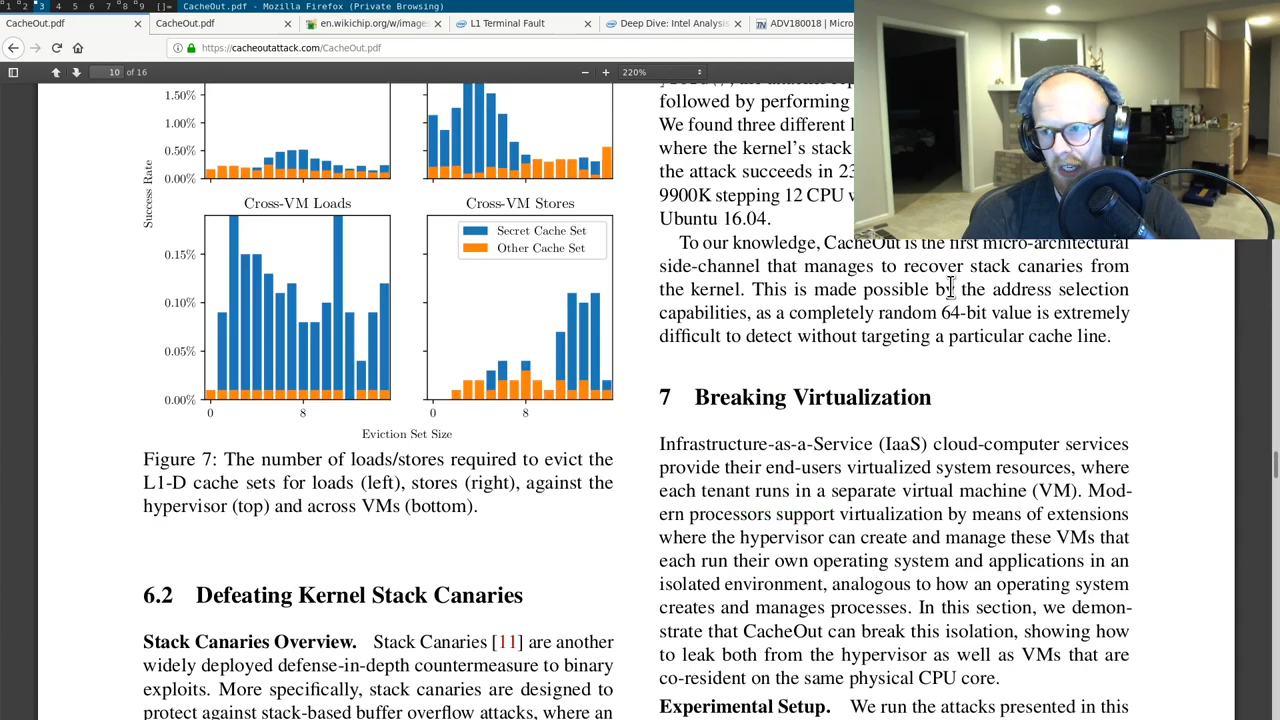 1 2 3 4 5 6 7 8 9 []= CacheOut.pdf - Mozilla Firefox (Private Browsing)
CacheOut.pdf × CacheOut.pdf × en.wikichip.org/w/image × L1 Terminal Fault × Deep Dive: Intel Analysis × ADV180018 | Micro
https://cacheoutattack.com/CacheOut.pdf
10 of 16 220%
1.50%
1.00%
0.50%
0.00%
Success Rate
Cross-VM Loads Cross-VM Stores
Secret Cache Set
Other Cache Set
0.15%
0.10%
0.05%
0.00%
0 8 0 8
Eviction Set Size
Figure 7: The number of loads/stores required to evict the
L1-D cache sets for loads (left), stores (right), against the
hypervisor (top) and across VMs (bottom).
6.2 Defeating Kernel Stack Canaries
Stack Canaries Overview. Stack Canaries [11] are another
widely deployed defense-in-depth countermeasure to binary
exploits. More specifically, stack canaries are designed to
protect against stack-based buffer overflow attacks, where an
followed by performing
We found three different
where the kernel's stack
the attack succeeds in 23
9900K stepping 12 CPU
Ubuntu 16.04.
To our knowledge, CacheOut is the first micro-architectural
side-channel that manages to recover stack canaries from
the kernel. This is made possible by the address selection
capabilities, as a completely random 64-bit value is extremely
difficult to detect without targeting a particular cache line.
7 Breaking Virtualization
Infrastructure-as-a-Service (IaaS) cloud-computer services
provide their end-users virtualized system resources, where
each tenant runs in a separate virtual machine (VM). Mod-
ern processors support virtualization by means of extensions
where the hypervisor can create and manage these VMs that
each run their own operating system and applications in an
isolated environment, analogous to how an operating system
creates and manages processes. In this section, we demon-
strate that CacheOut can break this isolation, showing how
to leak both from the hypervisor as well as VMs that are
co-resident on the same physical CPU core.
Experimental Setup. We run the attacks presented in this